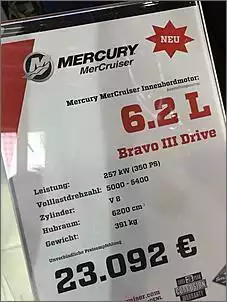 NEU
MERCURY
MerCruiser
Mercury MerCruiser Innenbordmotor:
6.2 L
Bravo III Drive
Leistung: 257 kW (350 PS)
Volllastdrehzahl: 5000 - 5400
Zylinder: V 8
Hubraum: 6200 cm³
Gewicht: 391 kg
Unverbindliche Preisempfehlung
23.092 €